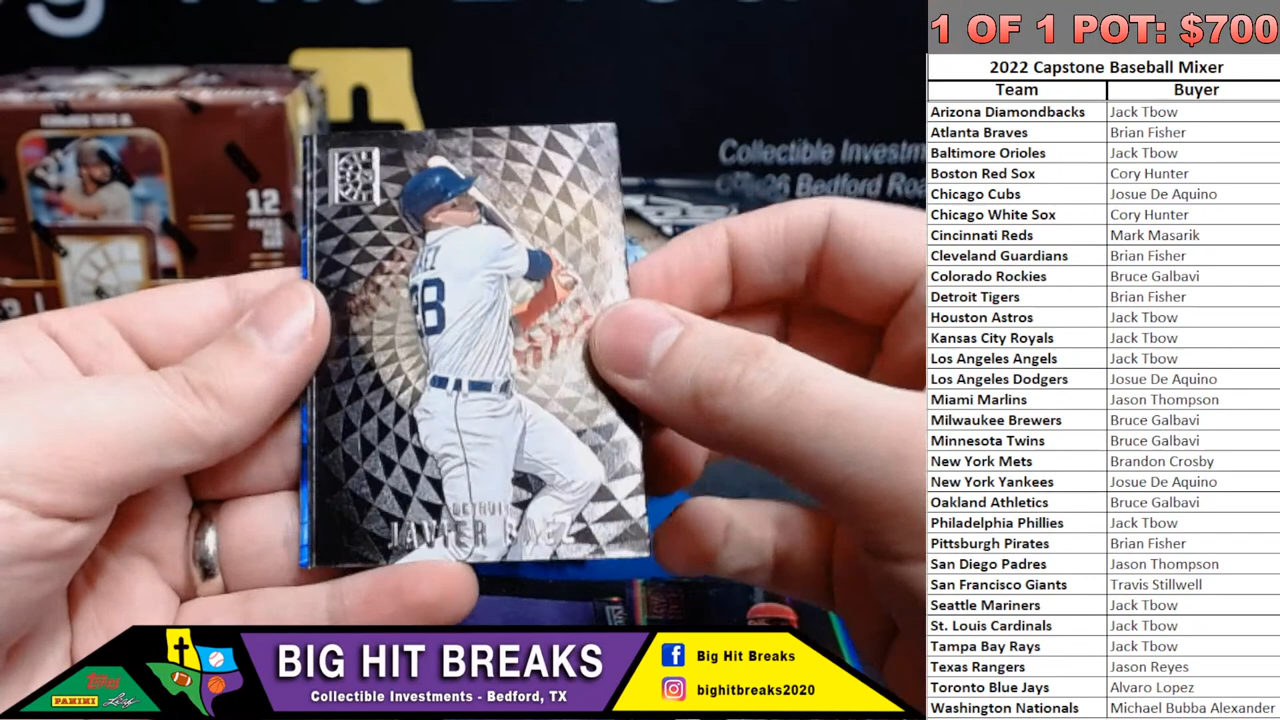 1 OF 1 POT: $700
2022 Capstone Baseball Mixer
Team Buyer
Arizona Diamondbacks Jack Tbow
Atlanta Braves Brian Fisher
Baltimore Orioles Jack Tbow
Boston Red Sox Cory Hunter
Chicago Cubs Josue De Aquino
Chicago White Sox Cory Hunter
Cincinnati Reds Mark Masarik
Cleveland Guardians Brian Fisher
Colorado Rockies Bruce Galbavi
Detroit Tigers Brian Fisher
Houston Astros Jack Tbow
Kansas City Royals Jack Tbow
Los Angeles Angels Jack Tbow
Los Angeles Dodgers Josue De Aquino
Miami Marlins Jason Thompson
Milwaukee Brewers Bruce Galbavi
Minnesota Twins Bruce Galbavi
New York Mets Brandon Crosby
New York Yankees Josue De Aquino
Oakland Athletics Bruce Galbavi
Philadelphia Phillies Jack Tbow
Pittsburgh Pirates Brian Fisher
San Diego Padres Jason Thompson
San Francisco Giants Travis Stillwell
Seattle Mariners Jack Tbow
St. Louis Cardinals Jack Tbow
Tampa Bay Rays Jack Tbow
Texas Rangers Jason Reyes
Toronto Blue Jays Alvaro Lopez
Washington Nationals Michael Bubba Alexander
Collectible
Bedford
12
28
DETROIT
JAVIER BAEZ
BIG HIT BREAKS
Collectible Investments - Bedford, TX
Big Hit Breaks
bighitbreaks2020
Topps
PANINI
Leaf